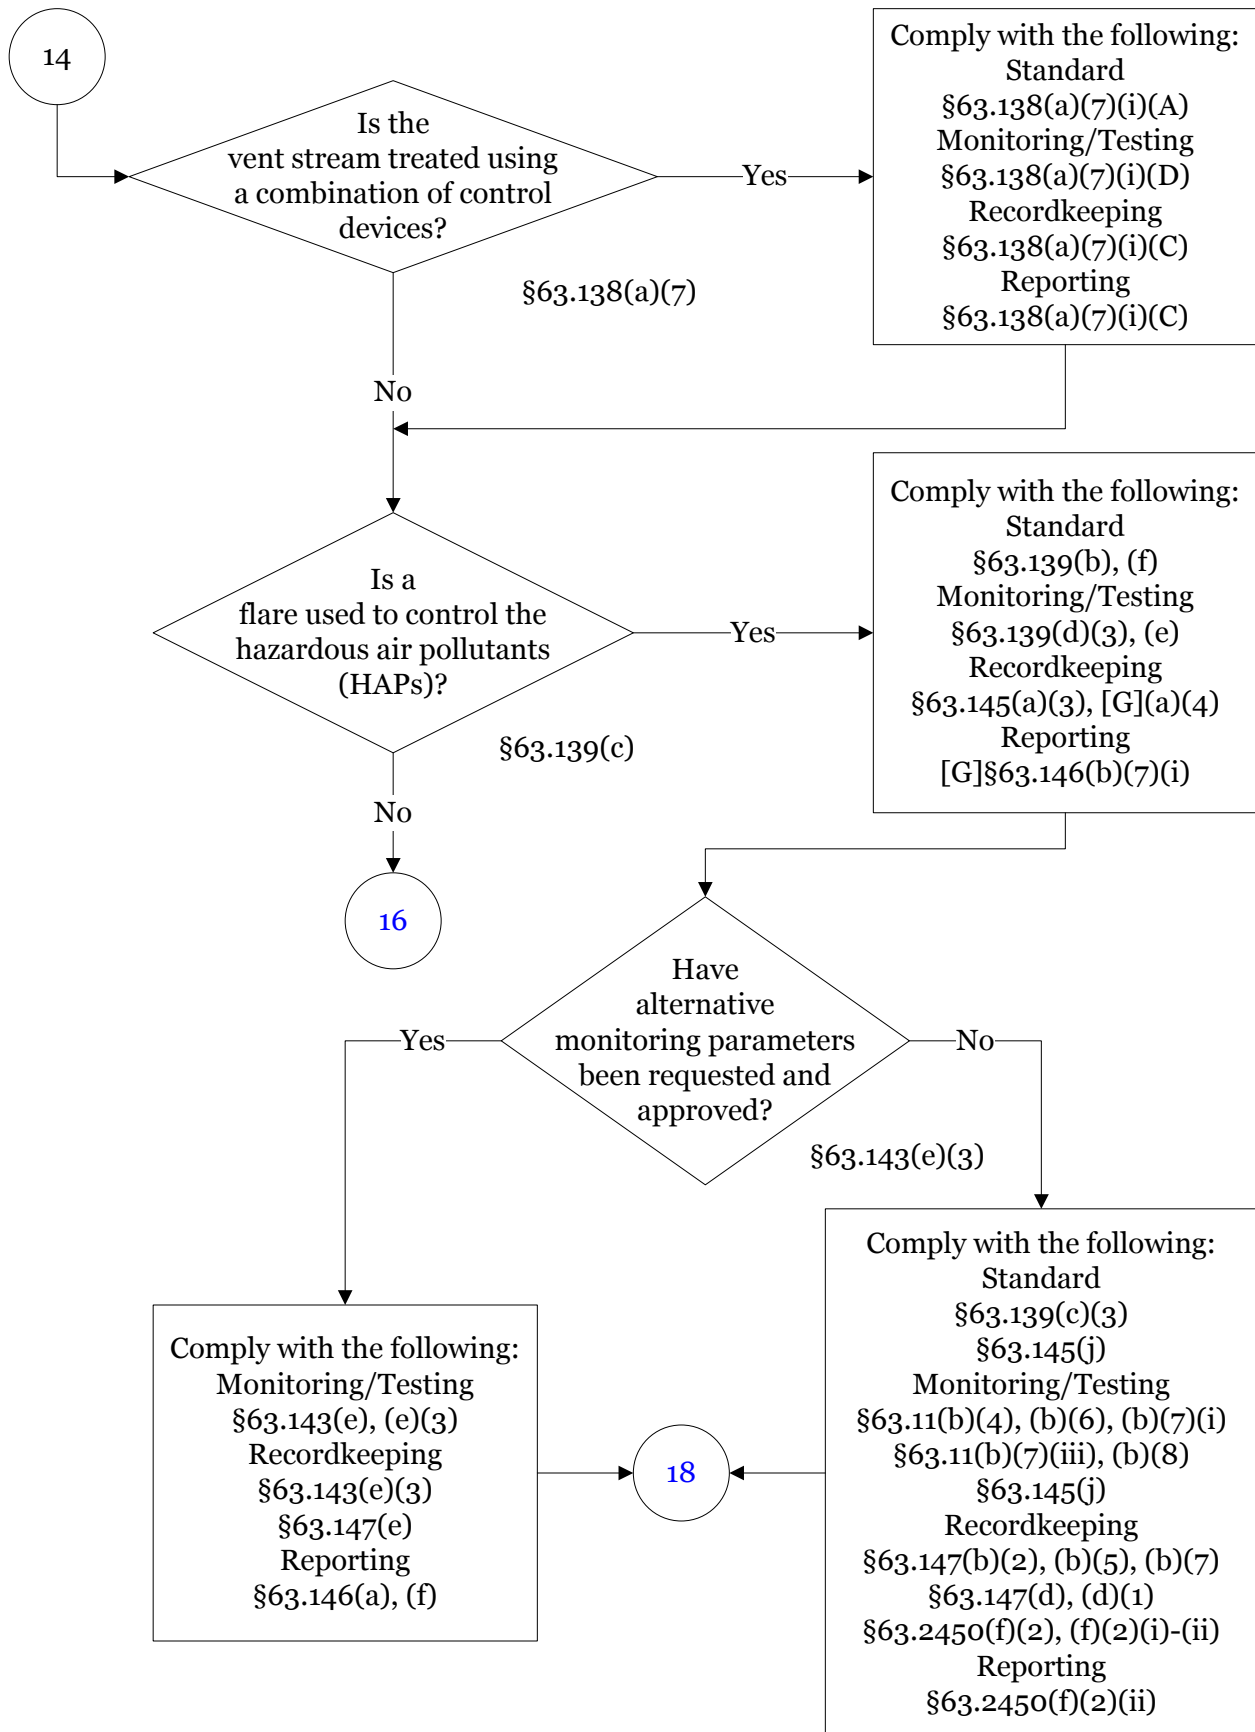 14
Is the
vent stream treated using
a combination of control
devices?
§63.138(a)(7)
Yes
Comply with the following:
Standard
§63.138(a)(7)(i)(A)
Monitoring/Testing
§63.138(a)(7)(i)(D)
Recordkeeping
§63.138(a)(7)(i)(C)
Reporting
§63.138(a)(7)(i)(C)
No
Is a
flare used to control the
hazardous air pollutants
(HAPs)?
§63.139(c)
Yes
Comply with the following:
Standard
§63.139(b), (f)
Monitoring/Testing
§63.139(d)(3), (e)
Recordkeeping
§63.145(a)(3), [G](a)(4)
Reporting
[G]§63.146(b)(7)(i)
No
16
Have
alternative
monitoring parameters
been requested and
approved?
§63.143(e)(3)
Yes
No
Comply with the following:
Monitoring/Testing
§63.143(e), (e)(3)
Recordkeeping
§63.143(e)(3)
§63.147(e)
Reporting
§63.146(a), (f)
18
Comply with the following:
Standard
§63.139(c)(3)
§63.145(j)
Monitoring/Testing
§63.11(b)(4), (b)(6), (b)(7)(i)
§63.11(b)(7)(iii), (b)(8)
§63.145(j)
Recordkeeping
§63.147(b)(2), (b)(5), (b)(7)
§63.147(d), (d)(1)
§63.2450(f)(2), (f)(2)(i)-(ii)
Reporting
§63.2450(f)(2)(ii)